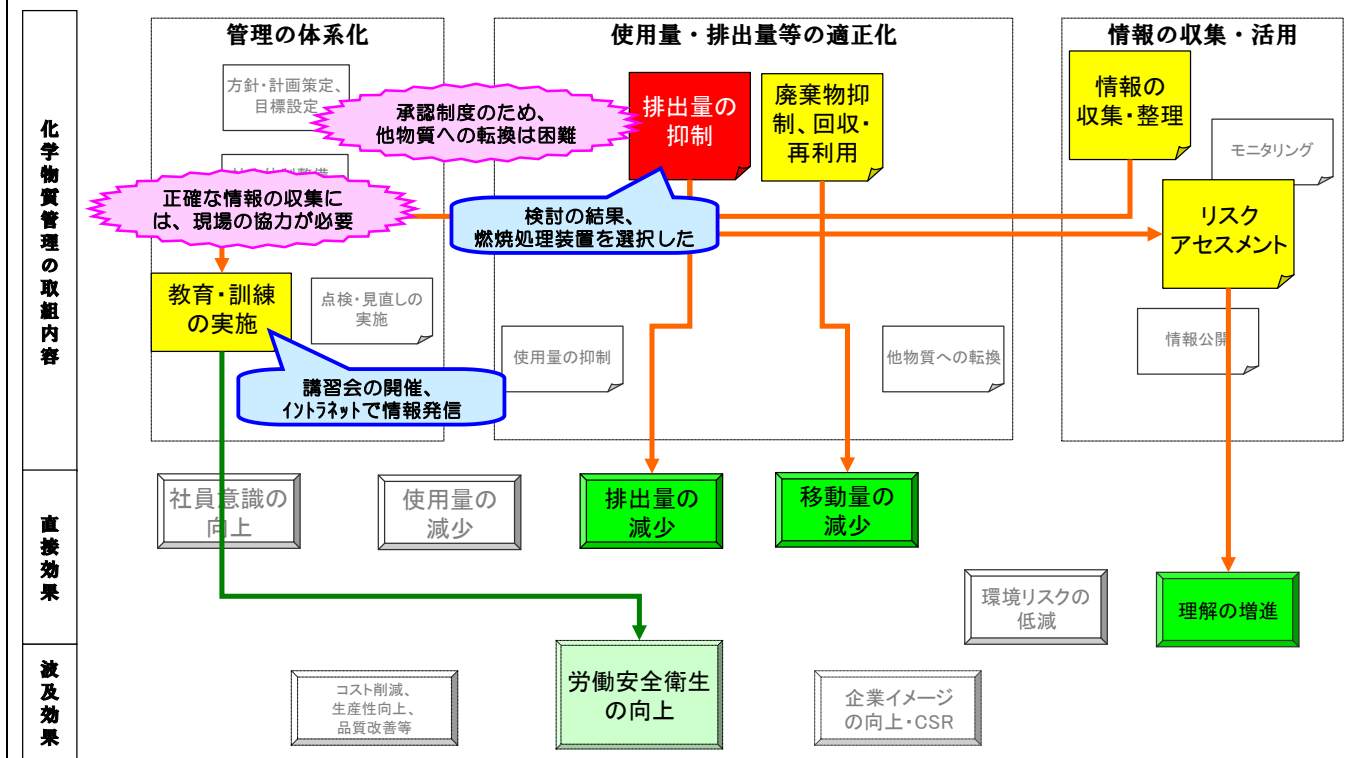 化学物質管理の取組内容
管理の体系化
使用量・排出量等の適正化
情報の収集・活用
方針・計画策定、
目標設定
承認制度のため、
他物質への転換は困難
排出量の
抑制
廃棄物抑
制、回収・
再利用
情報の
収集・整理
モニタリング
正確な情報の収集に
は、現場の協力が必要
検討の結果、
燃焼処理装置を選択した
リスク
アセスメント
教育・訓練
の実施
点検・見直しの
実施
使用量の抑制
他物質への転換
情報公開
講習会の開催、
イントラネットで情報発信
直接効果
社員意識の
向上
使用量の
減少
排出量の
減少
移動量の
減少
環境リスクの
低減
理解の増進
波及効果
コスト削減、
生産性向上、
品質改善等
労働安全衛生
の向上
企業イメージ
の向上・CSR